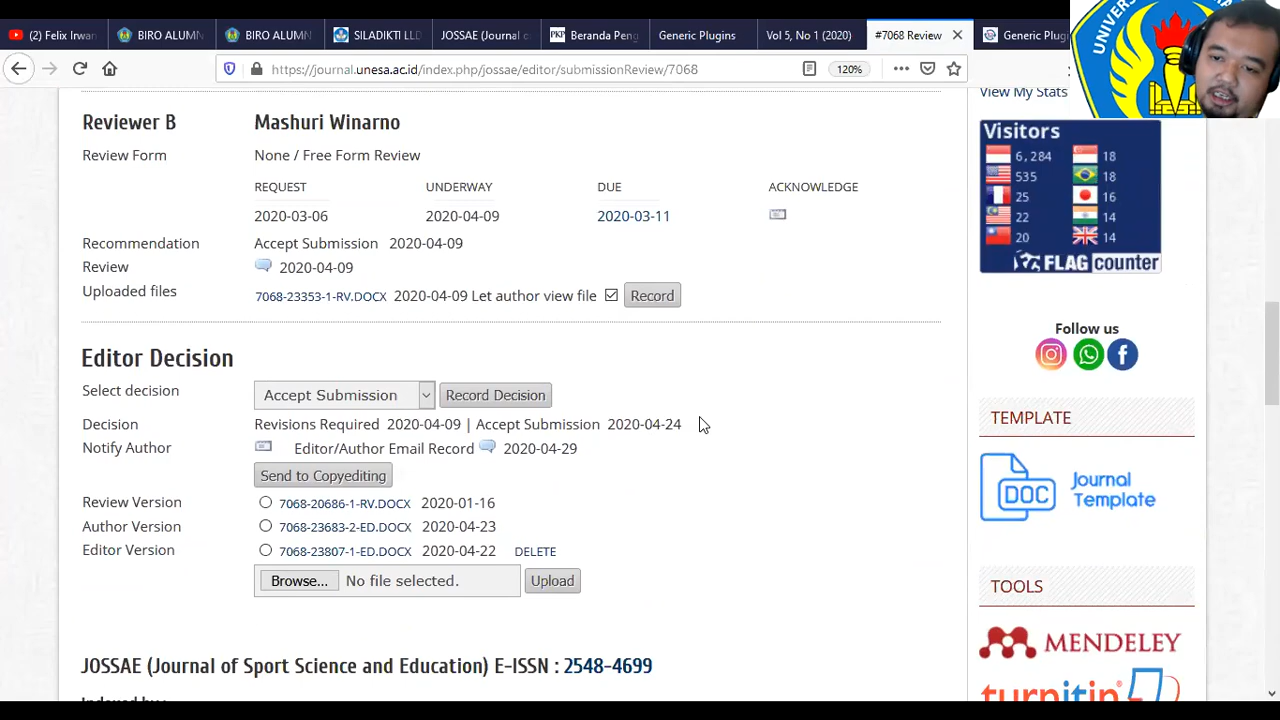 (2) Felix Irwan
BIRO ALUMN
BIRO ALUMN
SILADIKTI LLD
JOSSAE (Journal o
PKP Beranda Peng
Generic Plugins
Vol 5, No 1 (2020)
#7068 Review
Generic Plu
https://journal.unesa.ac.id/index.php/jossae/editor/submissionReview/7068
120%
Reviewer B Mashuri Winarno
Review Form None / Free Form Review
REQUEST UNDERWAY DUE ACKNOWLEDGE
2020-03-06 2020-04-09 2020-03-11
Recommendation Accept Submission 2020-04-09
Review 2020-04-09
Uploaded files 7068-23353-1-RV.DOCX 2020-04-09 Let author view file Record
Editor Decision
Select decision Accept Submission Record Decision
Decision Revisions Required 2020-04-09 | Accept Submission 2020-04-24
Notify Author Editor/Author Email Record 2020-04-29
Send to Copyediting
Review Version 7068-20686-1-RV.DOCX 2020-01-16
Author Version 7068-23683-2-ED.DOCX 2020-04-23
Editor Version 7068-23807-1-ED.DOCX 2020-04-22 DELETE
Browse... No file selected. Upload
JOSSAE (Journal of Sport Science and Education) E-ISSN : 2548-4699
Indexed by:
View My Stats
Visitors
6,284 18
535 18
25 16
22 14
20 14
FLAG counter
Follow us
TEMPLATE
DOC Journal
Template
TOOLS
MENDELEY
turnitin